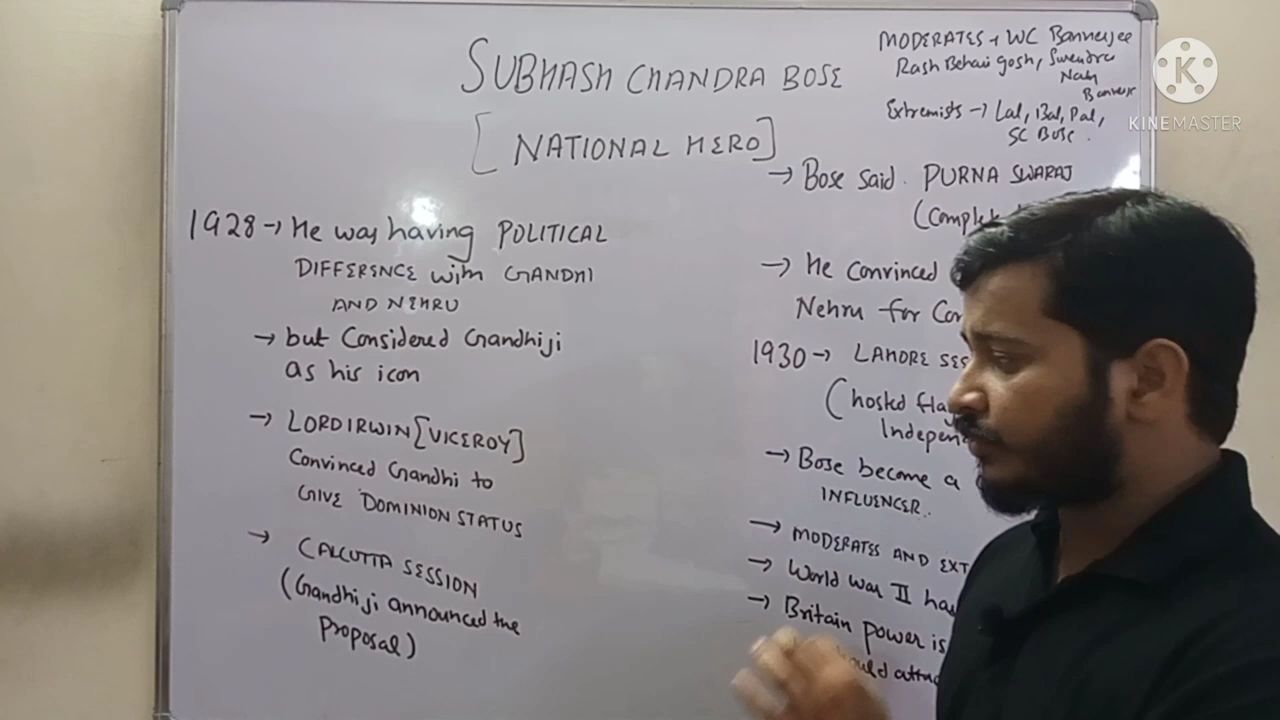 SUBHASH CHANDRA BOSE
[NATIONAL HERO]
MODERATES → WC Bannerjee
Rash Behari gosh, Surendra
Nath
Banerje
Extremists → Lal, Bal, Pal,
SC BOSE.
KINEMASTER
1928 → He was having POLITICAL
DIFFERENCE with GANDHI
AND NEHRU
→ but Considered Gandhiji
as his icon
→ LORD IRWIN [VICEROY]
Convinced Gandhi to
GIVE DOMINION STATUS
→ CALCUTTA SESSION
(Gandhiji announced the
Proposal)
→ Bose said. PURNA SWARAJ
→ He Convinced
Nehru for
1930 → LAHORE
(hosted
→ Bose become a
INFLUENCER..
→ MODERATES AND
→ World War II
→ Britain power is